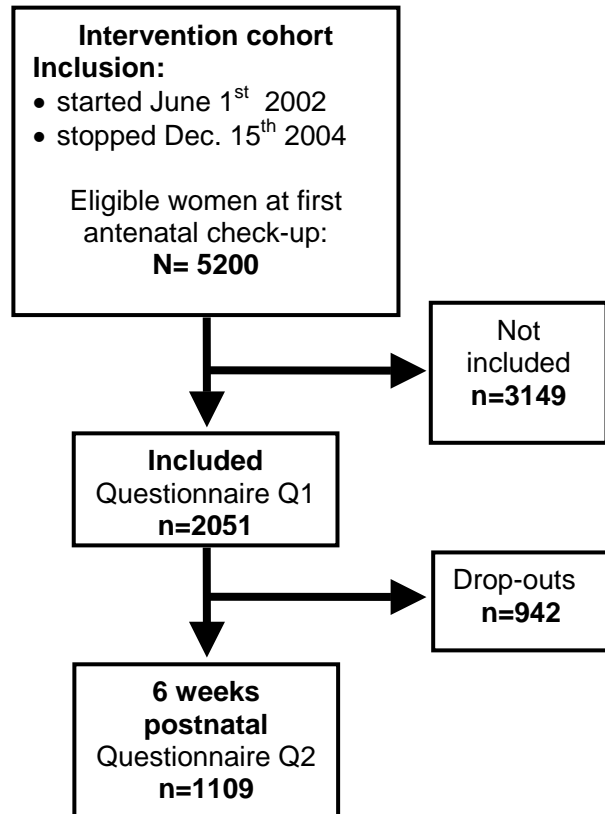 Intervention cohort
Inclusion:
• started June 1st 2002
• stopped Dec. 15th 2004
Eligible women at first
antenatal check-up:
N= 5200
Not
included
n=3149
Included
Questionnaire Q1
n=2051
Drop-outs
n=942
6 weeks
postnatal
Questionnaire Q2
n=1109